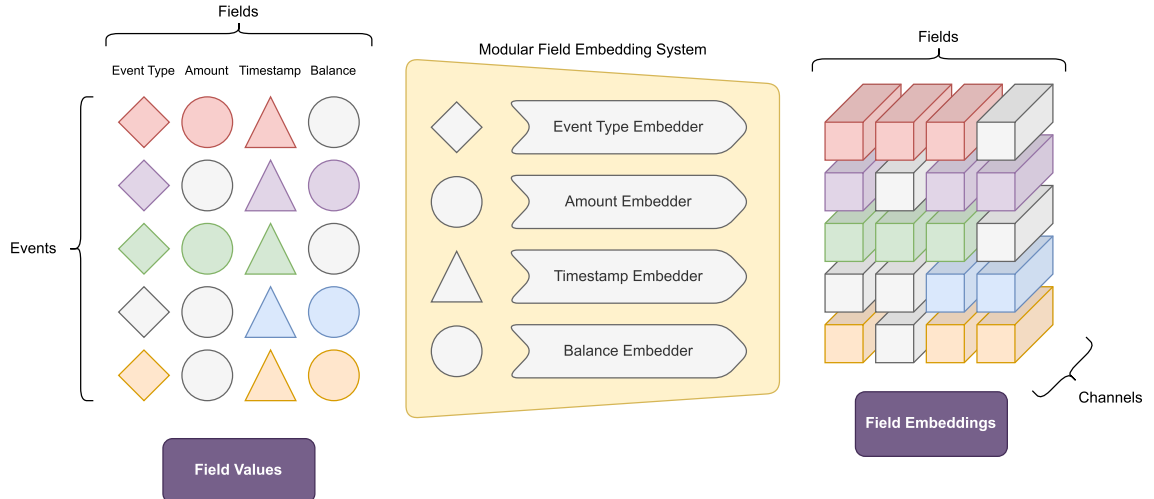 Fields
Event Type Amount Timestamp Balance
Events
Field Values
Modular Field Embedding System
Event Type Embedder
Amount Embedder
Timestamp Embedder
Balance Embedder
Fields
Channels
Field Embeddings